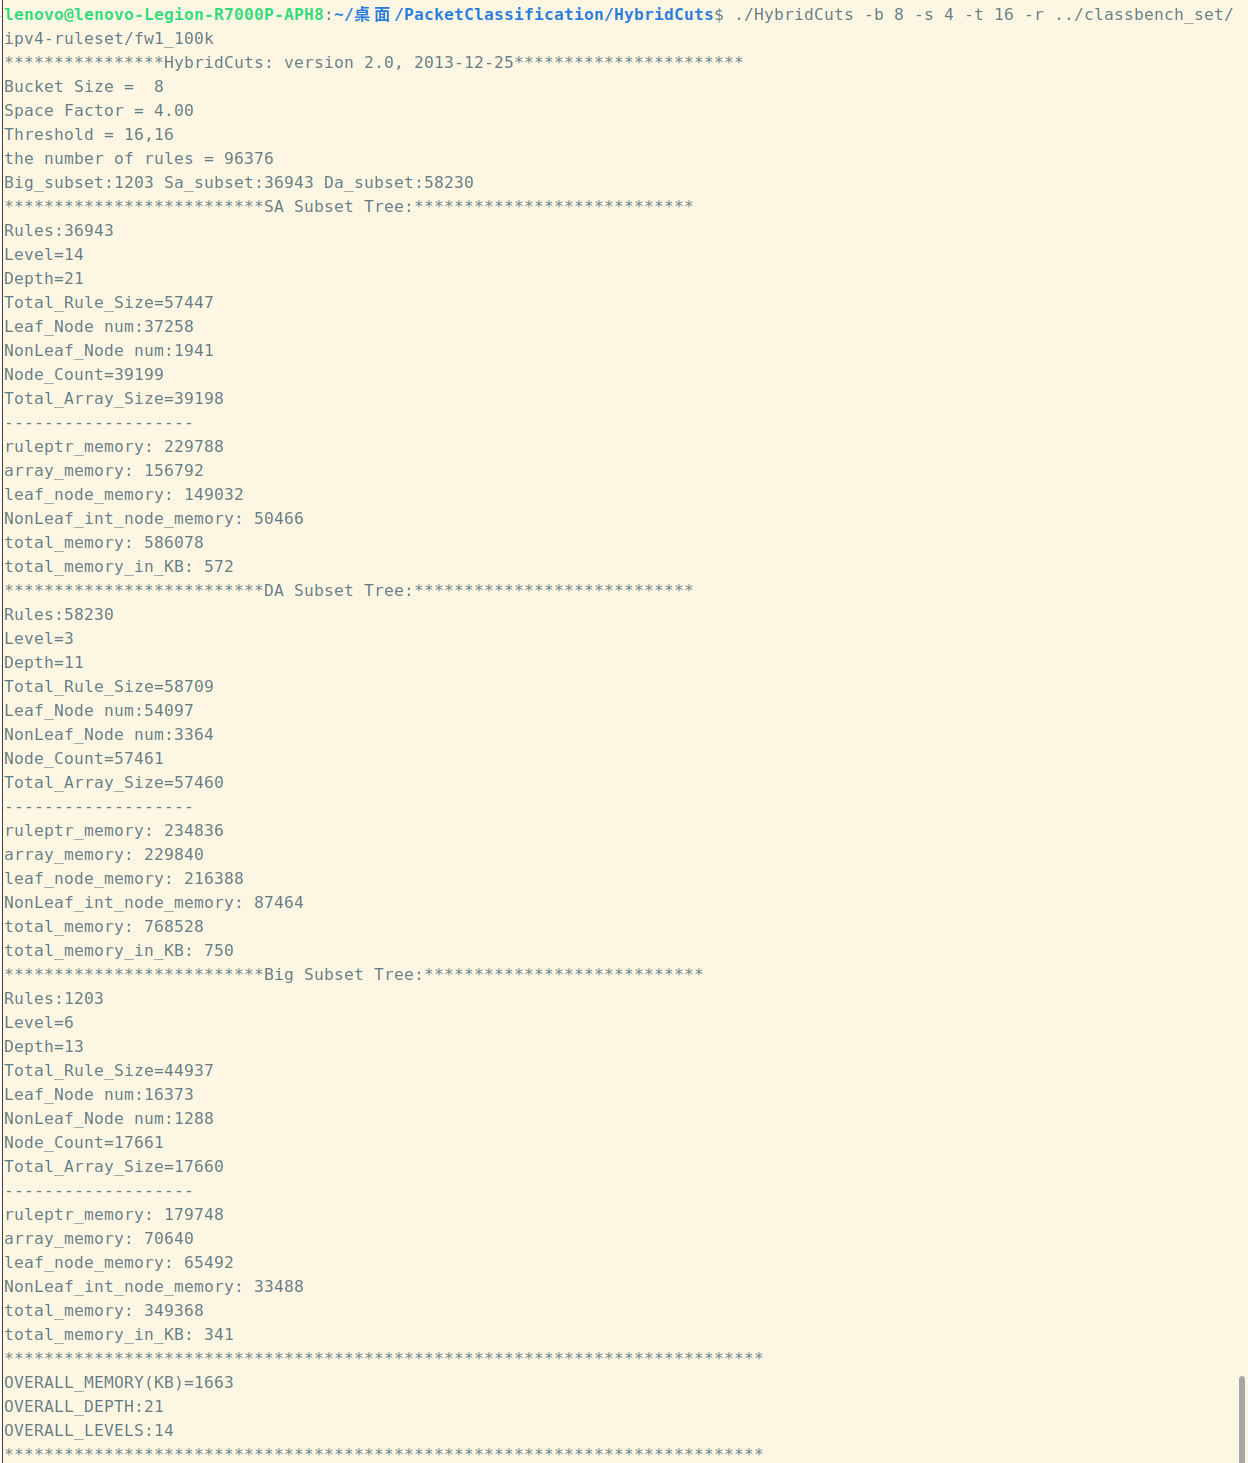 lenovo@lenovo-Legion-R7000P-APH8:~/桌面/PacketClassification/HybridCuts$ ./HybridCuts -b 8 -s 4 -t 16 -r ../classbench_set/
ipv4-ruleset/fw1_100k
****************HybridCuts: version 2.0, 2013-12-25***********************
Bucket Size =  8
Space Factor = 4.00
Threshold = 16,16
the number of rules = 96376
Big_subset:1203 Sa_subset:36943 Da_subset:58230
**************************SA Subset Tree:****************************
Rules:36943
Level=14
Depth=21
Total_Rule_Size=57447
Leaf_Node num:37258
NonLeaf_Node num:1941
Node_Count=39199
Total_Array_Size=39198
-------------------
ruleptr_memory: 229788
array_memory: 156792
leaf_node_memory: 149032
NonLeaf_int_node_memory: 50466
total_memory: 586078
total_memory_in_KB: 572
**************************DA Subset Tree:****************************
Rules:58230
Level=3
Depth=11
Total_Rule_Size=58709
Leaf_Node num:54097
NonLeaf_Node num:3364
Node_Count=57461
Total_Array_Size=57460
-------------------
ruleptr_memory: 234836
array_memory: 229840
leaf_node_memory: 216388
NonLeaf_int_node_memory: 87464
total_memory: 768528
total_memory_in_KB: 750
**************************Big Subset Tree:****************************
Rules:1203
Level=6
Depth=13
Total_Rule_Size=44937
Leaf_Node num:16373
NonLeaf_Node num:1288
Node_Count=17661
Total_Array_Size=17660
-------------------
ruleptr_memory: 179748
array_memory: 70640
leaf_node_memory: 65492
NonLeaf_int_node_memory: 33488
total_memory: 349368
total_memory_in_KB: 341
****************************************************************************
OVERALL_MEMORY(KB)=1663
OVERALL_DEPTH:21
OVERALL_LEVELS:14
****************************************************************************